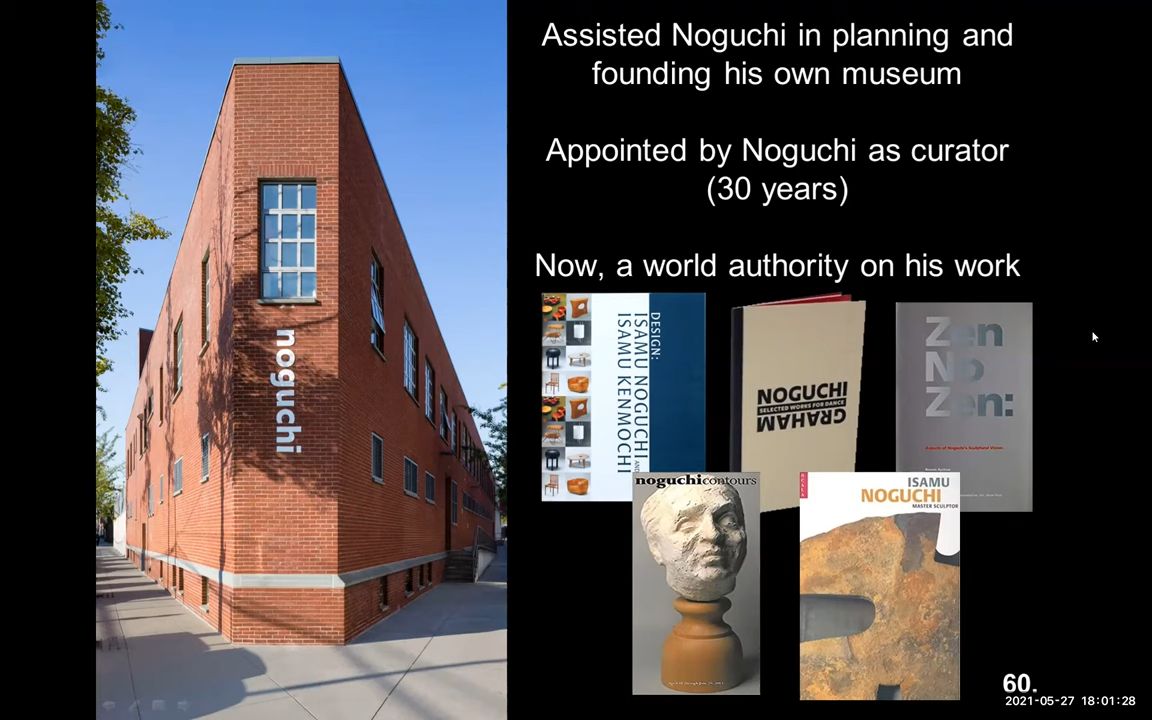 Assisted Noguchi in planning and
founding his own museum
Appointed by Noguchi as curator
(30 years)
Now, a world authority on his work
noguchi
DESIGN:
ISAMU NOGUCHI AND
ISAMU KENMOCHI
NOGUCHI
SELECTED WORKS FOR DANCE
GRAHAM
Zen
No
Zen:
noguchicontours
SCALA
ISAMU
NOGUCHI
MASTER SCULPTOR
60.
2021-05-27 18:01:28